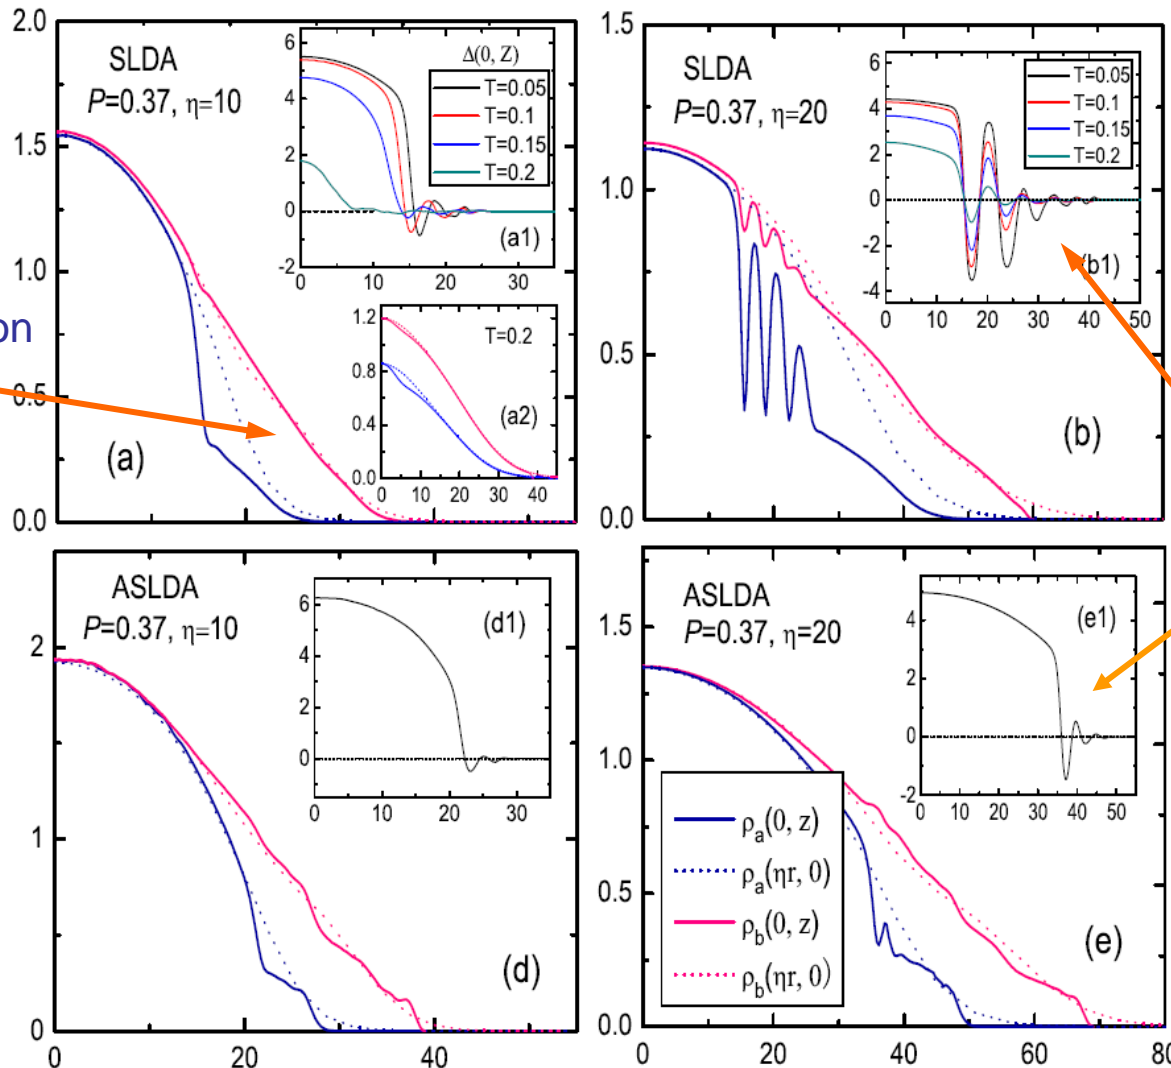 2.0
SLDA
P=0.37, η=10
1.5
1.0
0.5
0.0
(a)
on
6
4
2
0
-2
0 10 15 20 25 30 35
Δ(0, Z)
T=0.05
T=0.1
T=0.15
T=0.2
(a1)
1.2
0.8
0.4
0.0
0 10 20 30 40
T=0.2
(a2)
1.5
SLDA
P=0.37, η=20
1.0
0.5
0.0
(b)
6
4
2
0
-2
-4
0 10 20 30 40 50
T=0.05
T=0.1
T=0.15
T=0.2
(b1)
ASLDA
P=0.37, η=10
2
1
0
0 20 40
(d)
6
4
2
0
0 10 20 30
(d1)
ASLDA
P=0.37, η=20
1.5
1.0
0.5
0.0
0 20 40 60 80
(e)
4
2
0
-2
0 10 20 30 40 50
(e1)
ρa(0, z)
ρa(ηr, 0)
ρb(0, z)
ρb(ηr, 0)